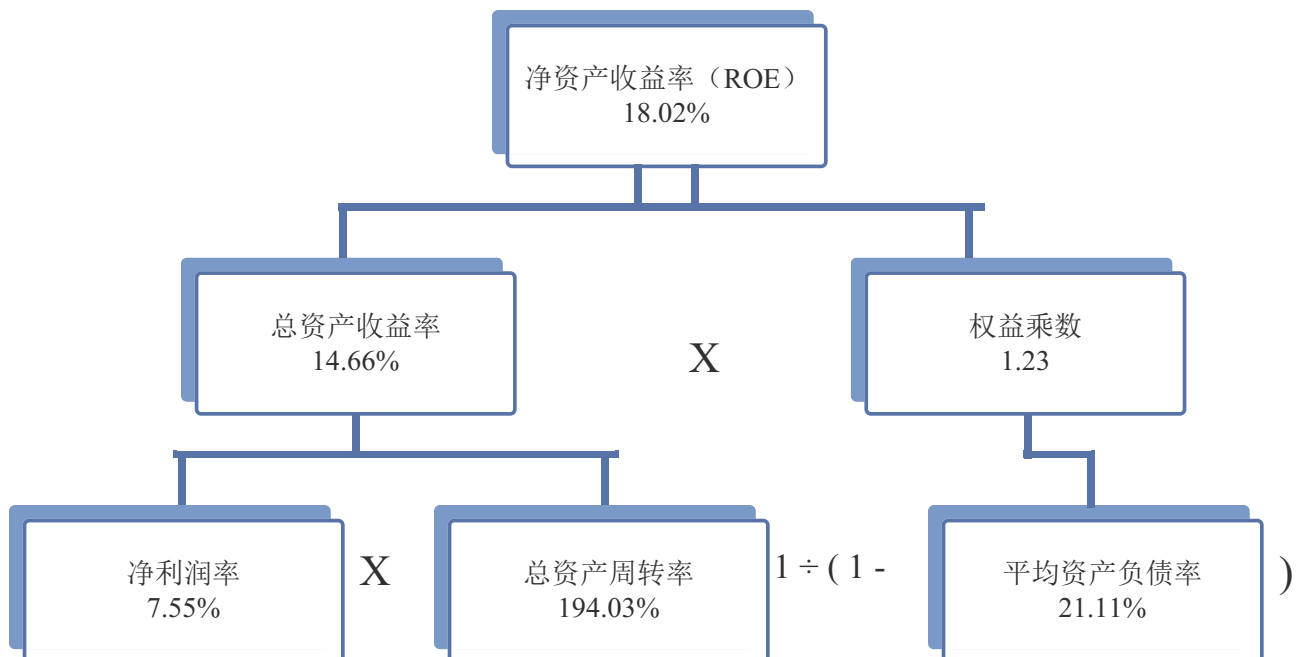 净资产收益率（ROE）
18.02%
总资产收益率
14.66%
X
权益乘数
1.23
净利润率
7.55%
X
总资产周转率
194.03%
1 ÷ ( 1 -
平均资产负债率
21.11%
)